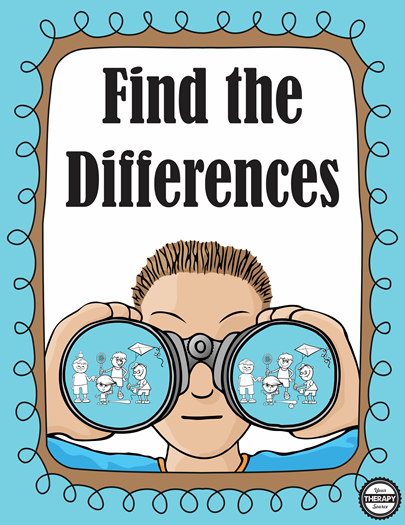 Find the
Differences
Your
THERAPY
Source